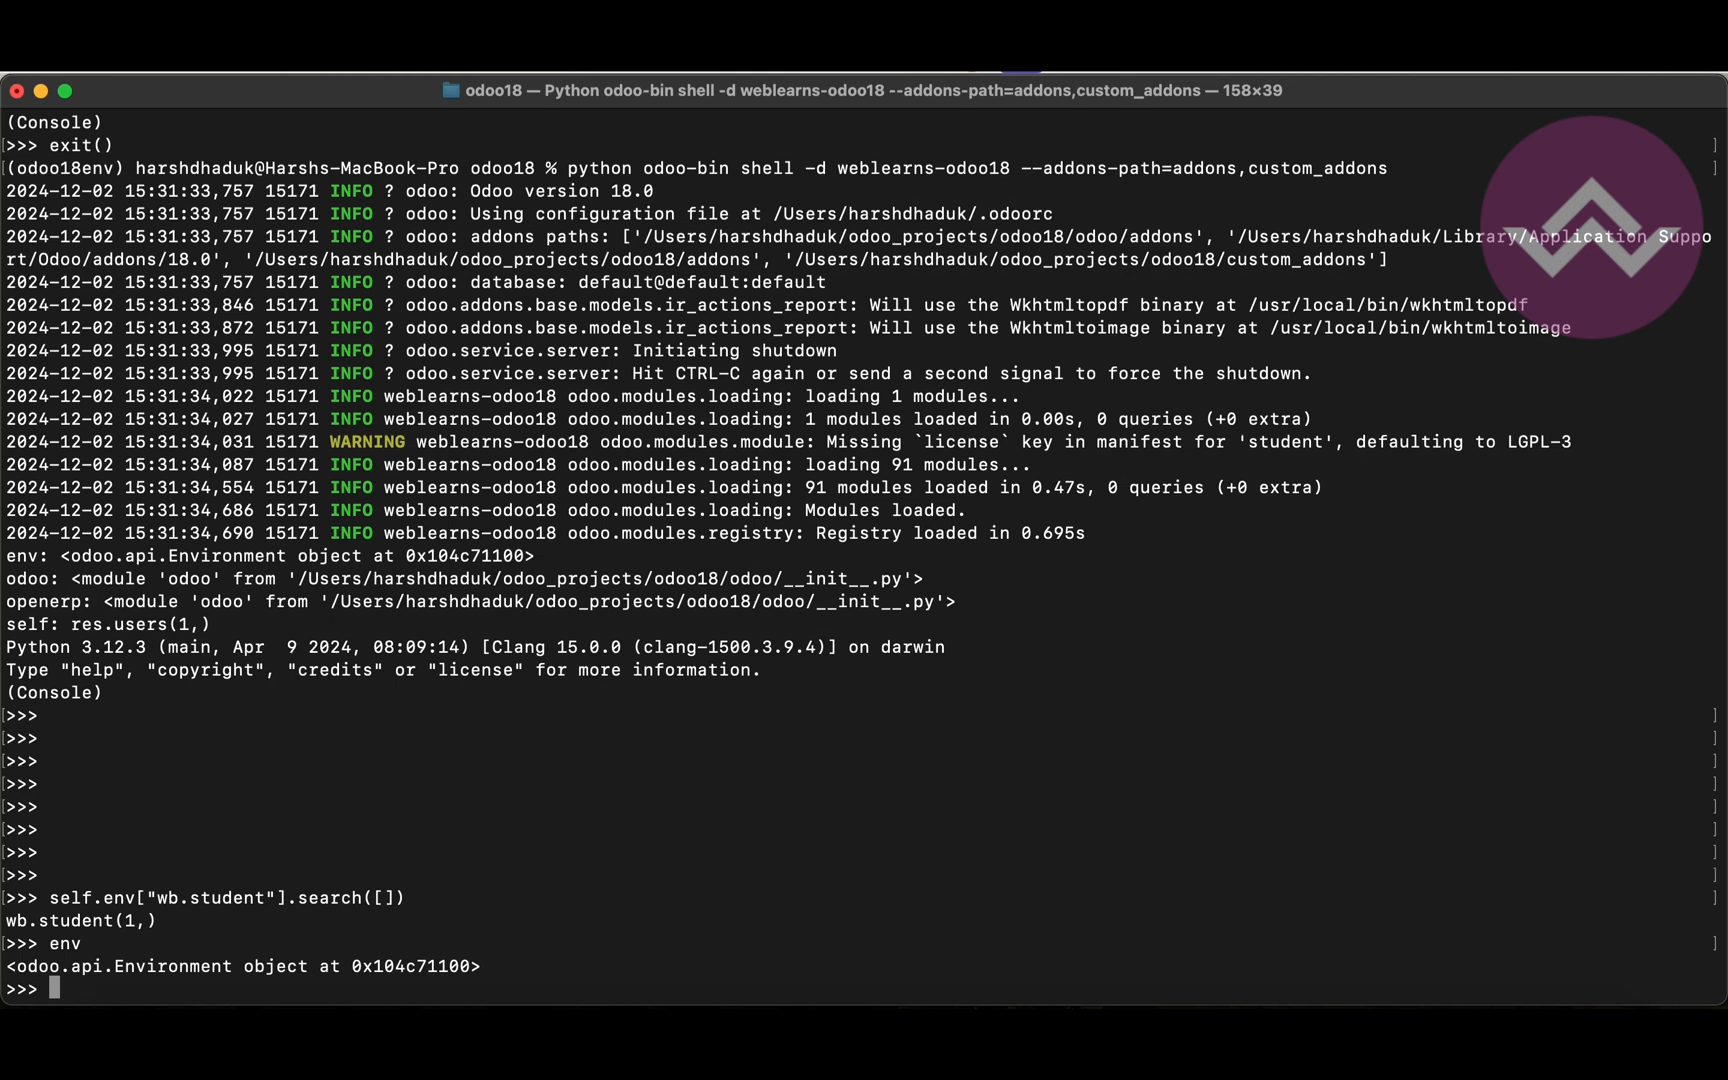 odoo18 — Python odoo-bin shell -d weblearns-odoo18 --addons-path=addons,custom_addons — 158×39
(Console)
[>>> exit()                                                                                                                                                   ]
[(odoo18env) harshdhaduk@Harshs-MacBook-Pro odoo18 % python odoo-bin shell -d weblearns-odoo18 --addons-path=addons,custom_addons ]
2024-12-02 15:31:33,757 15171 INFO ? odoo: Odoo version 18.0
2024-12-02 15:31:33,757 15171 INFO ? odoo: Using configuration file at /Users/harshdhaduk/.odoorc
2024-12-02 15:31:33,757 15171 INFO ? odoo: addons paths: ['/Users/harshdhaduk/odoo_projects/odoo18/odoo/addons', '/Users/harshdhaduk/Library/Application Suppo
rt/Odoo/addons/18.0', '/Users/harshdhaduk/odoo_projects/odoo18/addons', '/Users/harshdhaduk/odoo_projects/odoo18/custom_addons']
2024-12-02 15:31:33,757 15171 INFO ? odoo: database: default@default:default
2024-12-02 15:31:33,846 15171 INFO ? odoo.addons.base.models.ir_actions_report: Will use the Wkhtmltopdf binary at /usr/local/bin/wkhtmltopdf
2024-12-02 15:31:33,872 15171 INFO ? odoo.addons.base.models.ir_actions_report: Will use the Wkhtmltoimage binary at /usr/local/bin/wkhtmltoimage
2024-12-02 15:31:33,995 15171 INFO ? odoo.service.server: Initiating shutdown
2024-12-02 15:31:33,995 15171 INFO ? odoo.service.server: Hit CTRL-C again or send a second signal to force the shutdown.
2024-12-02 15:31:34,022 15171 INFO weblearns-odoo18 odoo.modules.loading: loading 1 modules...
2024-12-02 15:31:34,027 15171 INFO weblearns-odoo18 odoo.modules.loading: 1 modules loaded in 0.00s, 0 queries (+0 extra)
2024-12-02 15:31:34,031 15171 WARNING weblearns-odoo18 odoo.modules.module: Missing `license` key in manifest for 'student', defaulting to LGPL-3
2024-12-02 15:31:34,087 15171 INFO weblearns-odoo18 odoo.modules.loading: loading 91 modules...
2024-12-02 15:31:34,554 15171 INFO weblearns-odoo18 odoo.modules.loading: 91 modules loaded in 0.47s, 0 queries (+0 extra)
2024-12-02 15:31:34,686 15171 INFO weblearns-odoo18 odoo.modules.loading: Modules loaded.
2024-12-02 15:31:34,690 15171 INFO weblearns-odoo18 odoo.modules.registry: Registry loaded in 0.695s
env: <odoo.api.Environment object at 0x104c71100>
odoo: <module 'odoo' from '/Users/harshdhaduk/odoo_projects/odoo18/odoo/__init__.py'>
openerp: <module 'odoo' from '/Users/harshdhaduk/odoo_projects/odoo18/odoo/__init__.py'>
self: res.users(1,)
Python 3.12.3 (main, Apr  9 2024, 08:09:14) [Clang 15.0.0 (clang-1500.3.9.4)] on darwin
Type "help", "copyright", "credits" or "license" for more information.
(Console)
[>>> ]
[>>> ]
[>>> ]
[>>> ]
[>>> ]
[>>> ]
[>>> ]
[>>> ]
[>>> self.env["wb.student"].search([]) ]
wb.student(1,)
[>>> env ]
<odoo.api.Environment object at 0x104c71100>
>>>